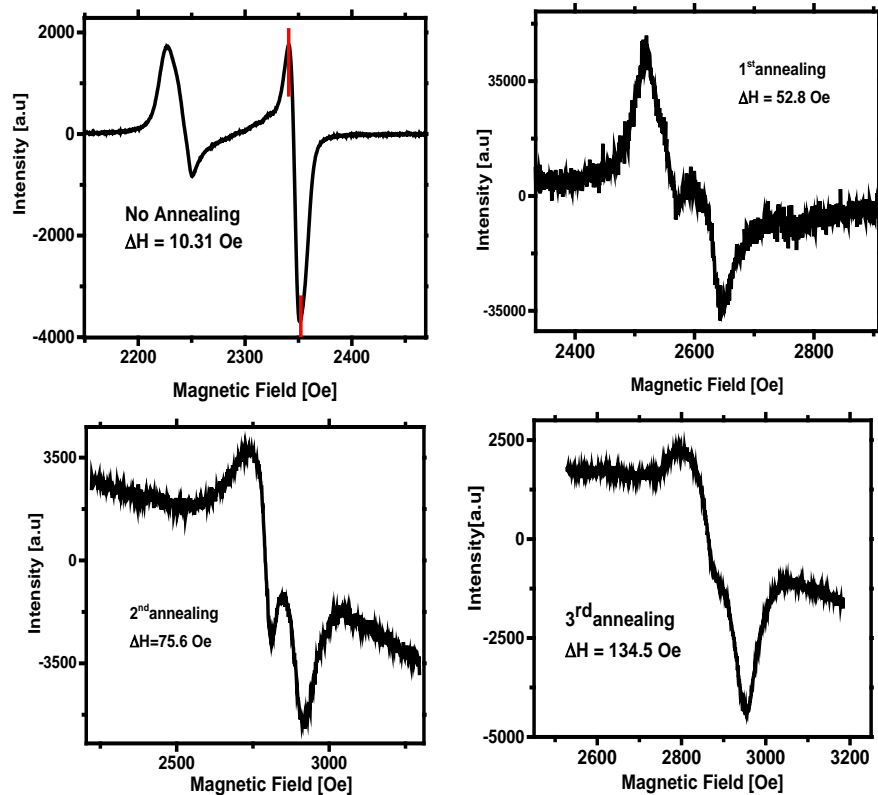 2000
0
-2000
-4000
2200 2300 2400
Intensity [a.u]
No Annealing
ΔH = 10.31 Oe
Magnetic Field [Oe]
35000
0
-35000
2400 2600 2800
Intensity [a.u]
1st annealing
ΔH = 52.8 Oe
Magnetic Field [Oe]
3500
0
-3500
2500 3000
Intensity [a.u]
2nd annealing
ΔH=75.6 Oe
Magnetic Field [Oe]
2500
0
-2500
-5000
2600 2800 3000 3200
Intensity[a.u]
3rd annealing
ΔH = 134.5 Oe
Magnetic Field [Oe]